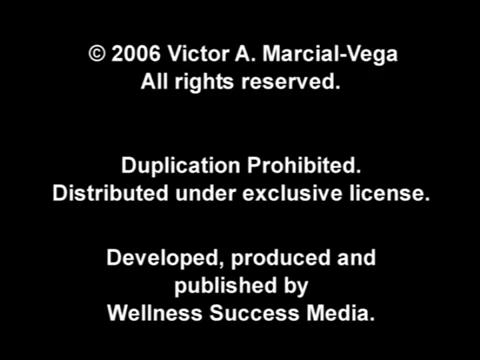 © 2006 Victor A. Marcial-Vega
All rights reserved.
Duplication Prohibited.
Distributed under exclusive license.
Developed, produced and
published by
Wellness Success Media.